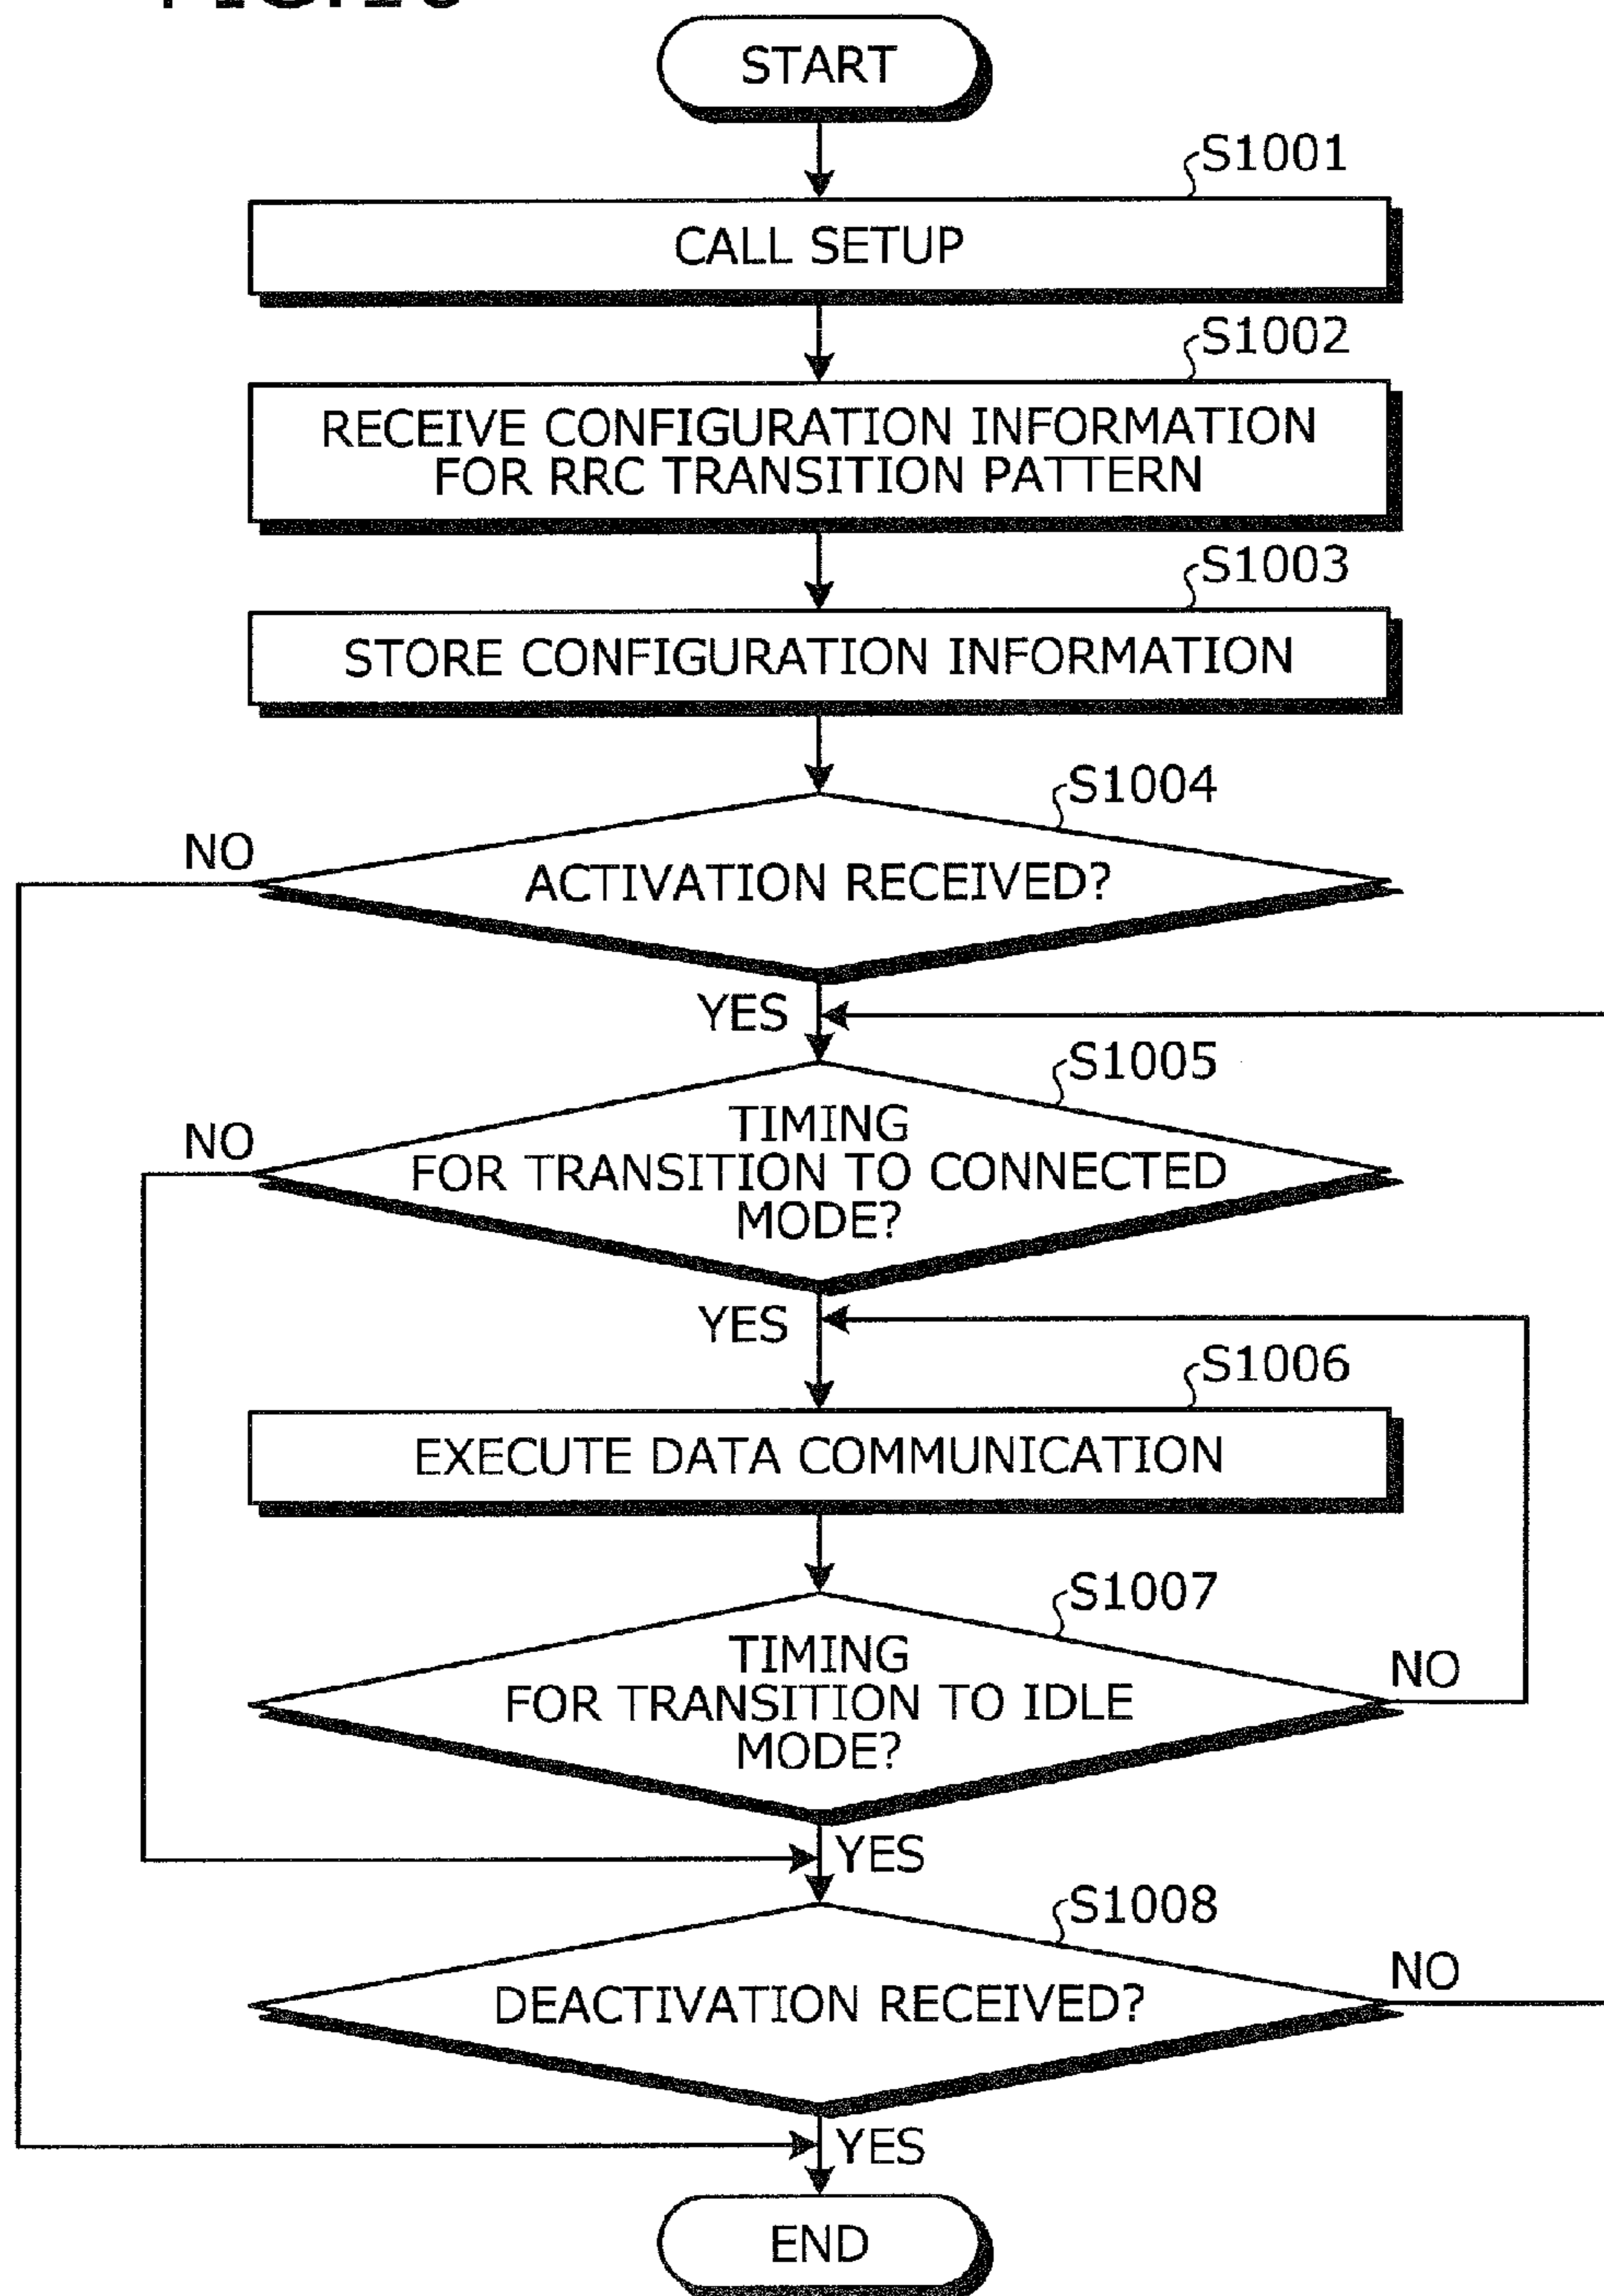 START
S1001
CALL SETUP
S1002
RECEIVE CONFIGURATION INFORMATION
FOR RRC TRANSITION PATTERN
S1003
STORE CONFIGURATION INFORMATION
S1004
NO
ACTIVATION RECEIVED?
YES
S1005
NO
TIMING
FOR TRANSITION TO CONNECTED
MODE?
YES
S1006
EXECUTE DATA COMMUNICATION
S1007
TIMING
FOR TRANSITION TO IDLE
MODE?
NO
YES
S1008
DEACTIVATION RECEIVED?
NO
YES
END